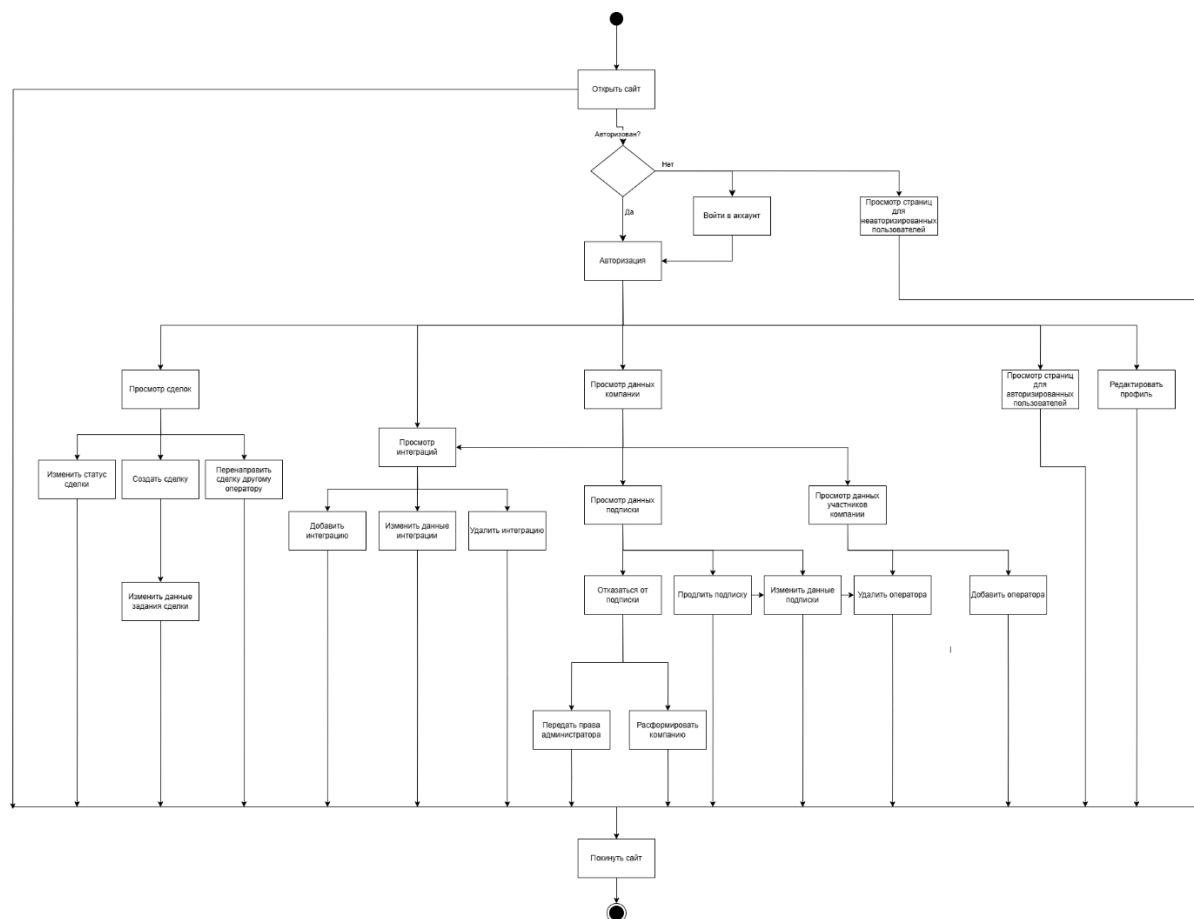 Открыть сайт
Авторизован?
Нет
Да
Войти в аккаунт
Просмотр страниц
для
неавторизированных
пользователей
Авторизация
Просмотр сделок
Просмотр данных
компании
Просмотр страниц
для
авторизированных
пользователей
Редактировать
профиль
Просмотр
интеграций
Изменить статус
сделки
Создать сделку
Перенаправить
сделку другому
оператору
Просмотр данных
подписки
Просмотр данных
участников
компании
Добавить
интеграцию
Изменить данные
интеграции
Удалить интеграцию
Изменить данные
задания сделки
Отказаться от
подписки
Продлить подписку
Изменить данные
подписки
Удалить оператора
Добавить оператора
Передать права
администратора
Расформировать
компанию
Покинуть сайт